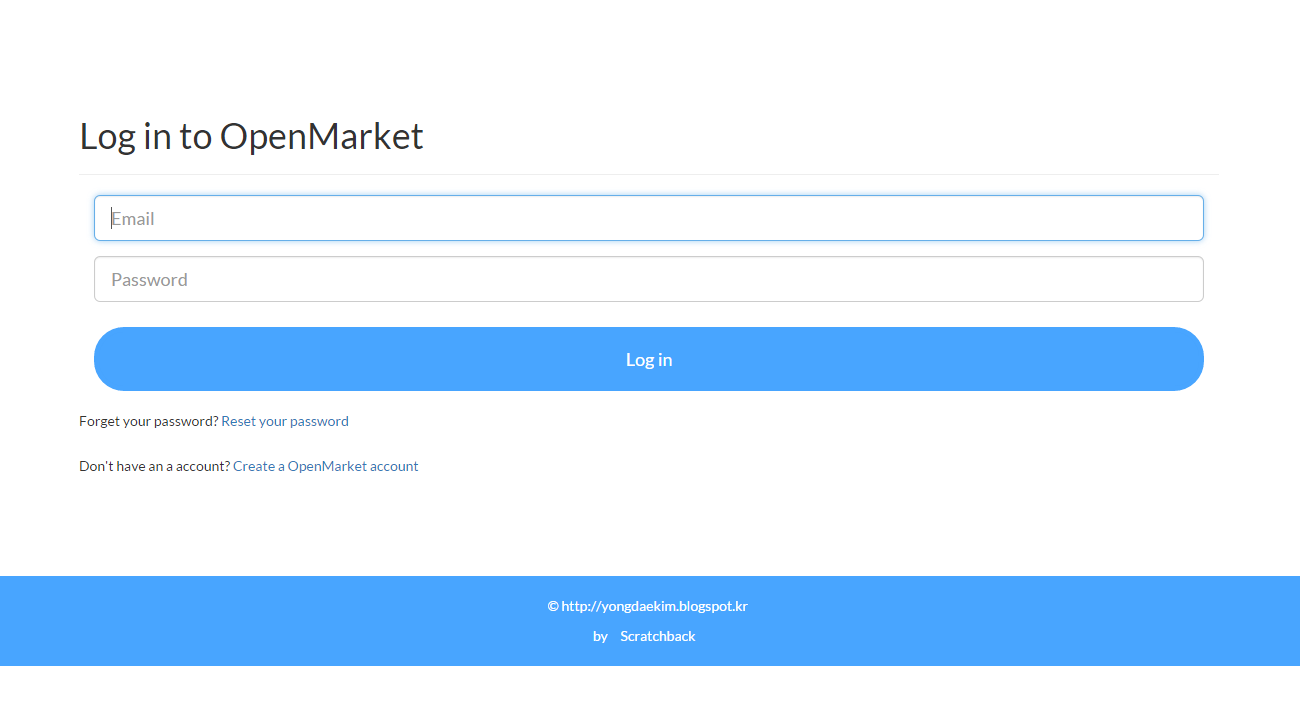 Log in to OpenMarket
Email
Password
Log in
Forget your password? Reset your password
Don't have an a account? Create a OpenMarket account
© http://yongdaekim.blogspot.kr
by Scratchback